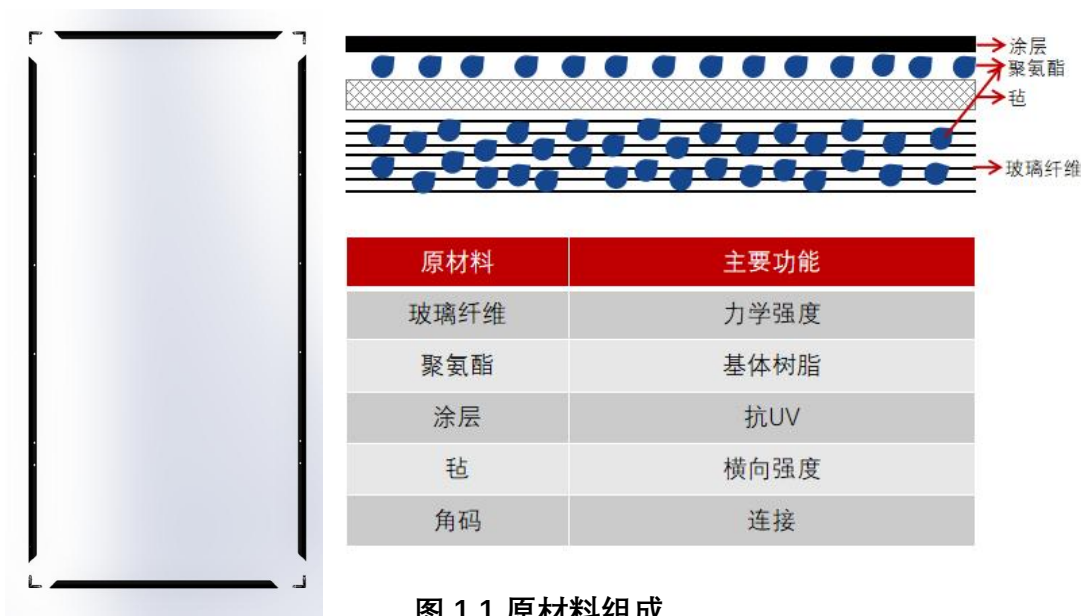 涂层
聚氨酯
毡
玻璃纤维
原材料 主要功能
玻璃纤维 力学强度
聚氨酯 基体树脂
涂层 抗UV
毡 横向强度
角码 连接
图 1.1 原材料组成